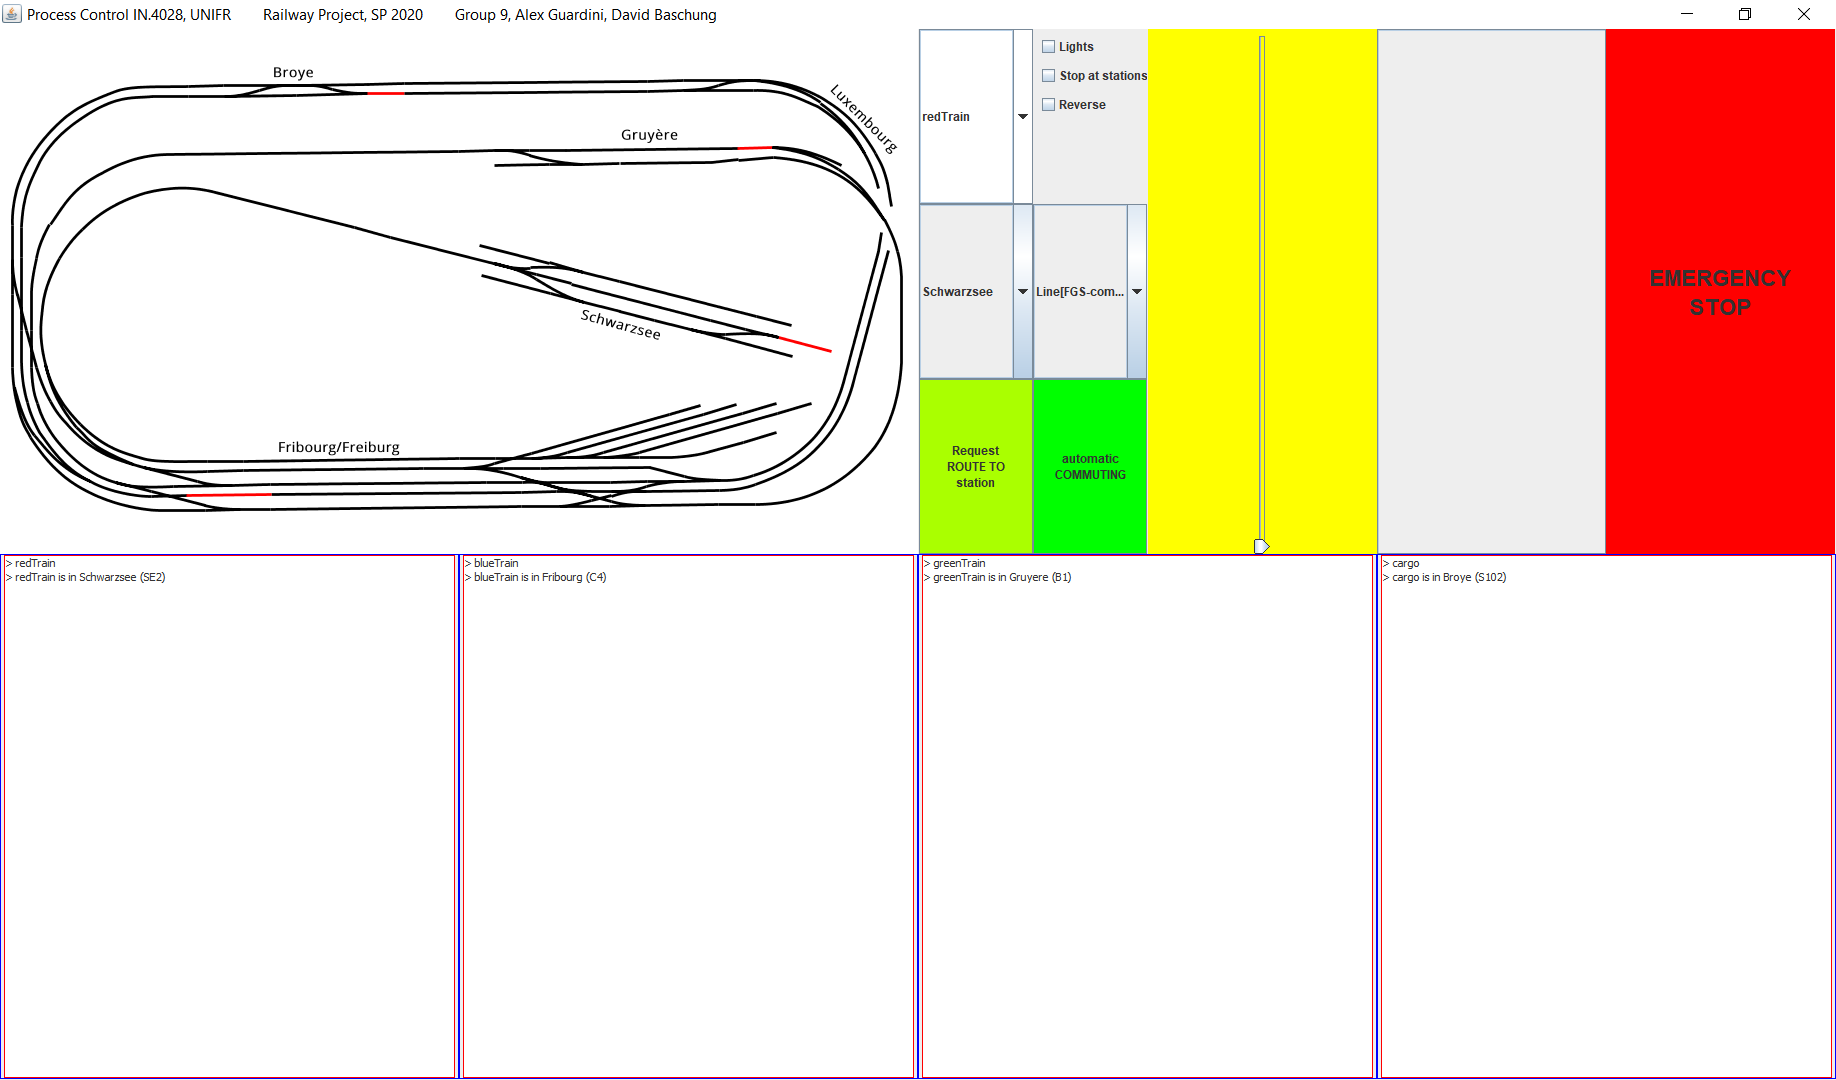 Process Control IN.4028, UNIFR Railway Project, SP 2020 Group 9, Alex Guardini, David Baschung
Broye
Luxembourg
Gruyère
Schwarzsee
Fribourg/Freiburg
redTrain
Lights
Stop at stations
Reverse
Schwarzsee
Line[FGS-com...
Request
ROUTE TO
station
automatic
COMMUTING
EMERGENCY
STOP
> redTrain
> redTrain is in Schwarzsee (SE2)
> blueTrain
> blueTrain is in Fribourg (C4)
> greenTrain
> greenTrain is in Gruyere (B1)
> cargo
> cargo is in Broye (S102)